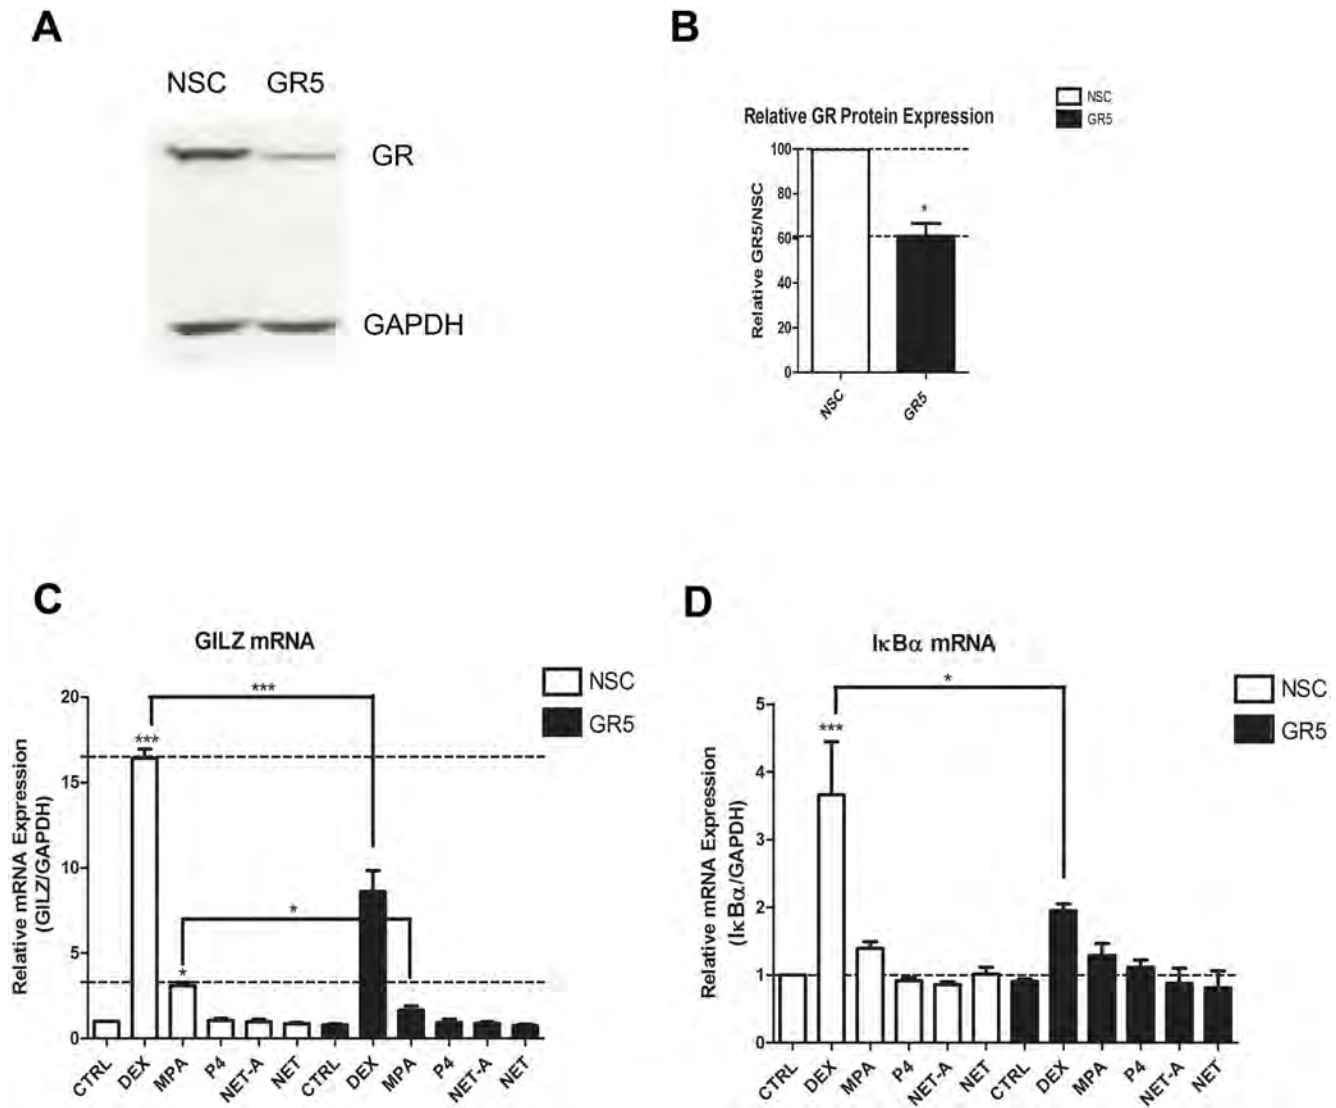 A
NSC GR5
GR
GAPDH
B
NSC
GR5
Relative GR Protein Expression
Relative GR5/NSC
100
80
60
40
20
0
*
NSC
GR5
C
GILZ mRNA
NSC
GR5
Relative mRNA Expression
(GILZ/GAPDH)
20
15
10
5
0
***
***
*
*
CTRL
DEX
MPA
P4
NET-A
NET
CTRL
DEX
MPA
P4
NET-A
NET
D
IκBα mRNA
NSC
GR5
Relative mRNA Expression
(IκBα/GAPDH)
5
4
3
2
1
0
*
***
CTRL
DEX
MPA
P4
NET-A
NET
CTRL
DEX
MPA
P4
NET-A
NET